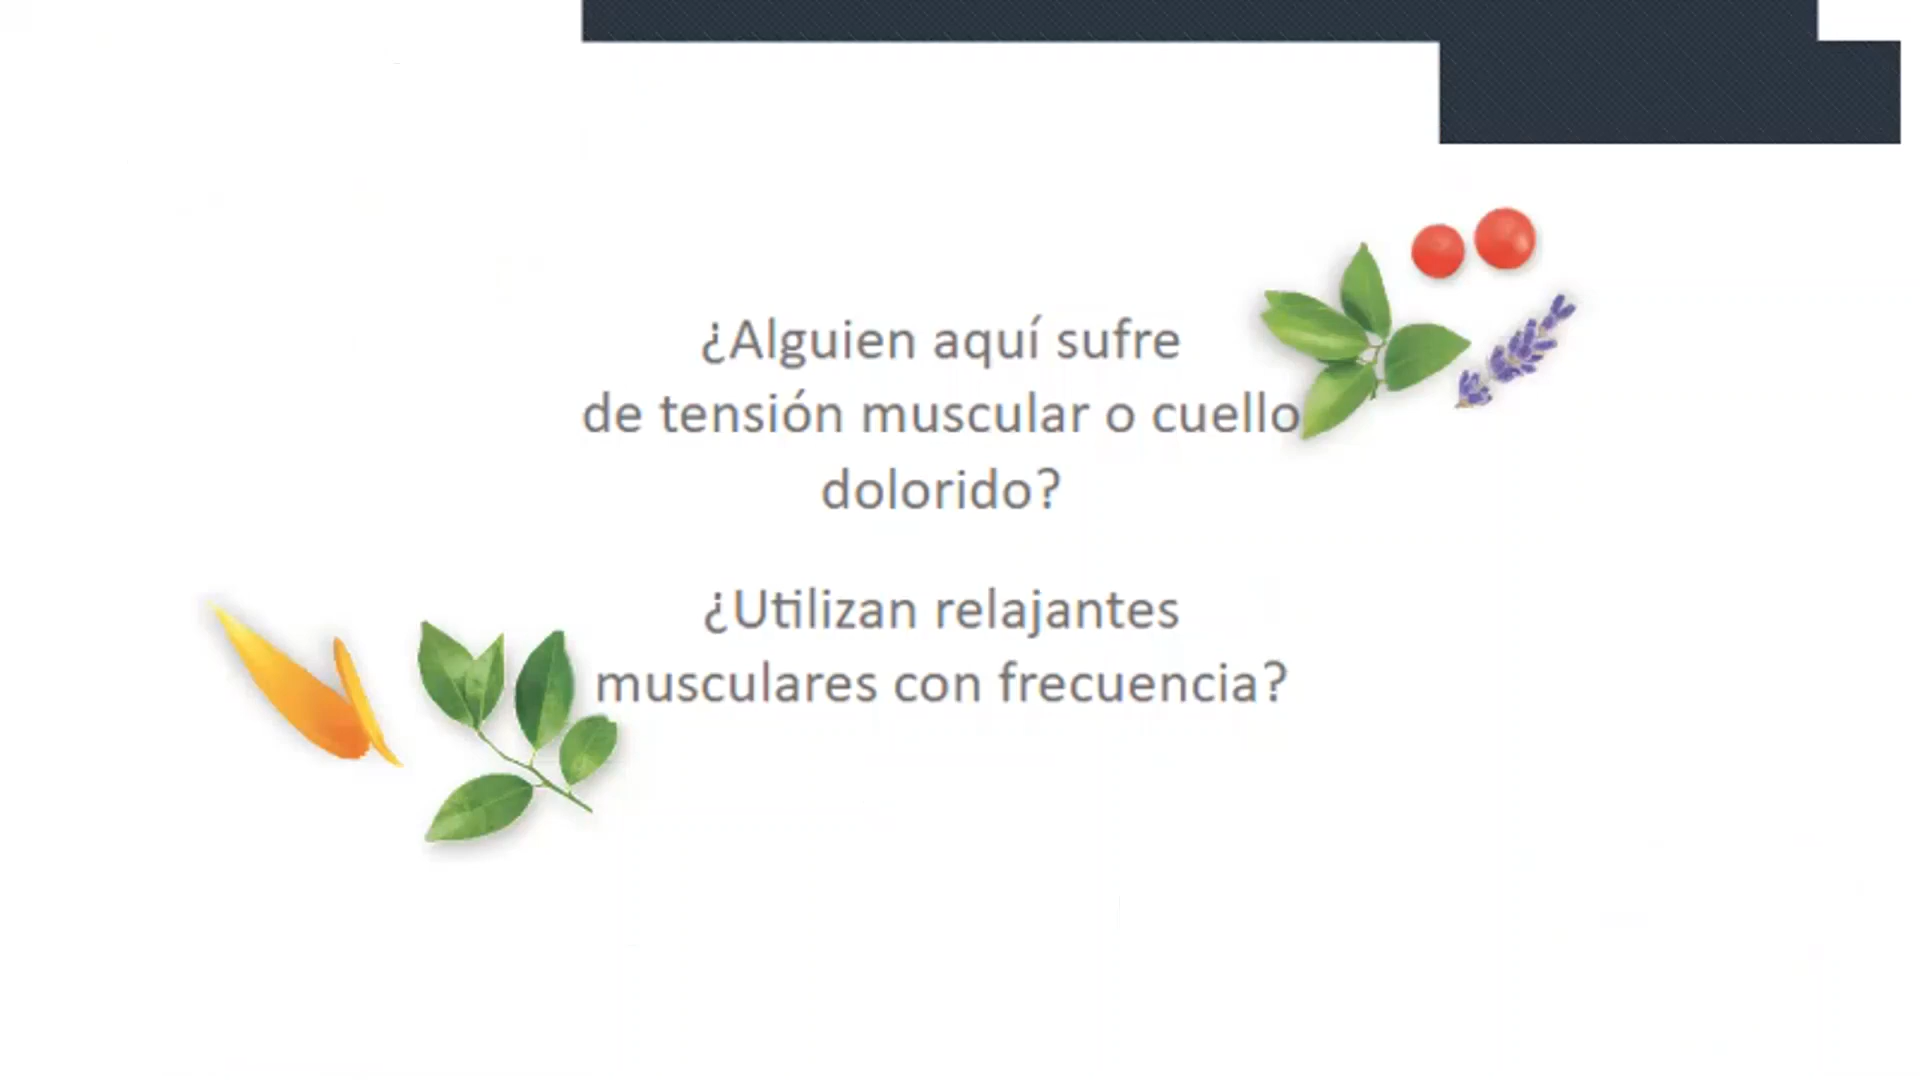 ¿Alguien aquí sufre
de tensión muscular o cuello
dolorido?
¿Utilizan relajantes
musculares con frecuencia?